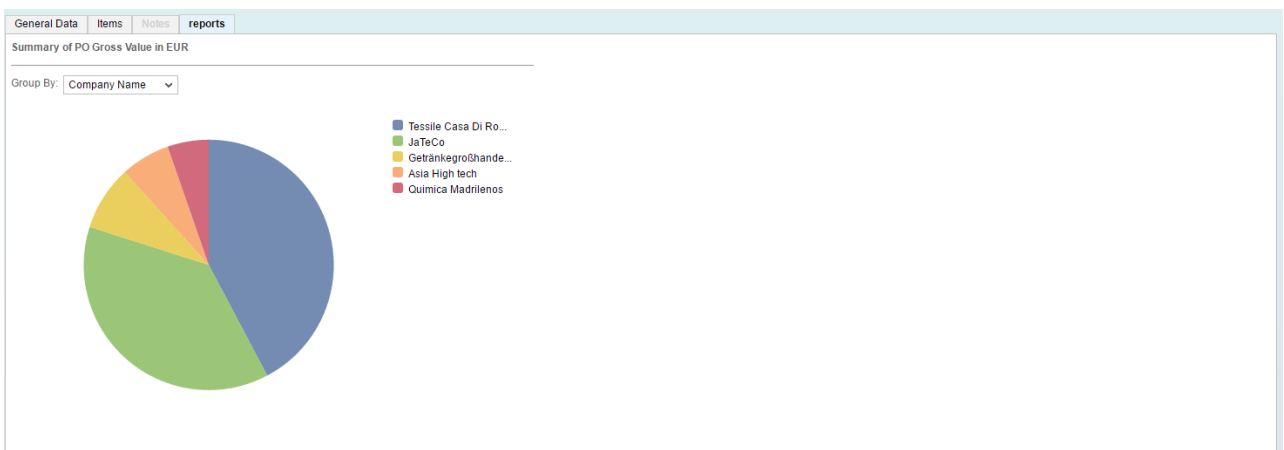 General Data Items Notes reports
Summary of PO Gross Value in EUR
Group By: Company Name
Tessile Casa Di Ro...
JaTeCo
Getränkegroßhande...
Asia High tech
Quimica Madrilenos